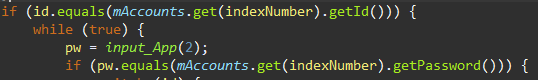 if (id.equals(mAccounts.get(indexNumber).getId())) {
while (true) {
pw = input_App(2);
if (pw.equals(mAccounts.get(indexNumber).getPassword())) {